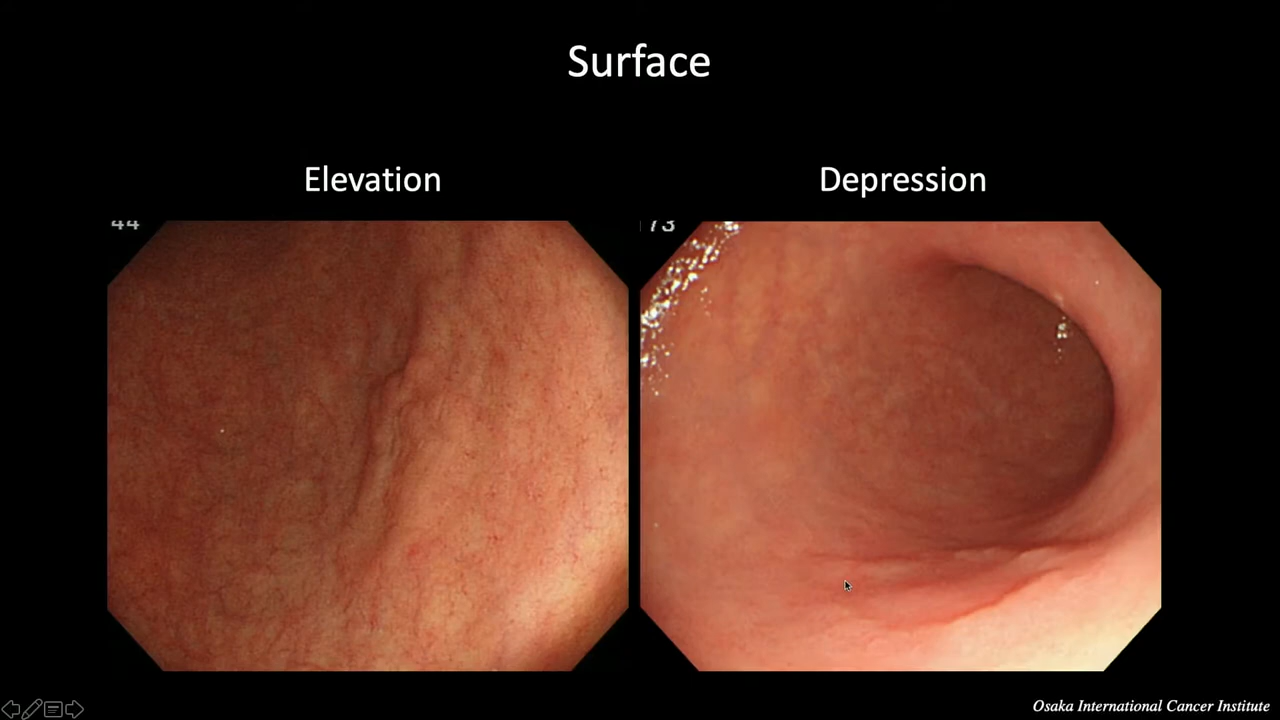 Surface
Elevation
Depression
44
73
Osaka International Cancer Institute